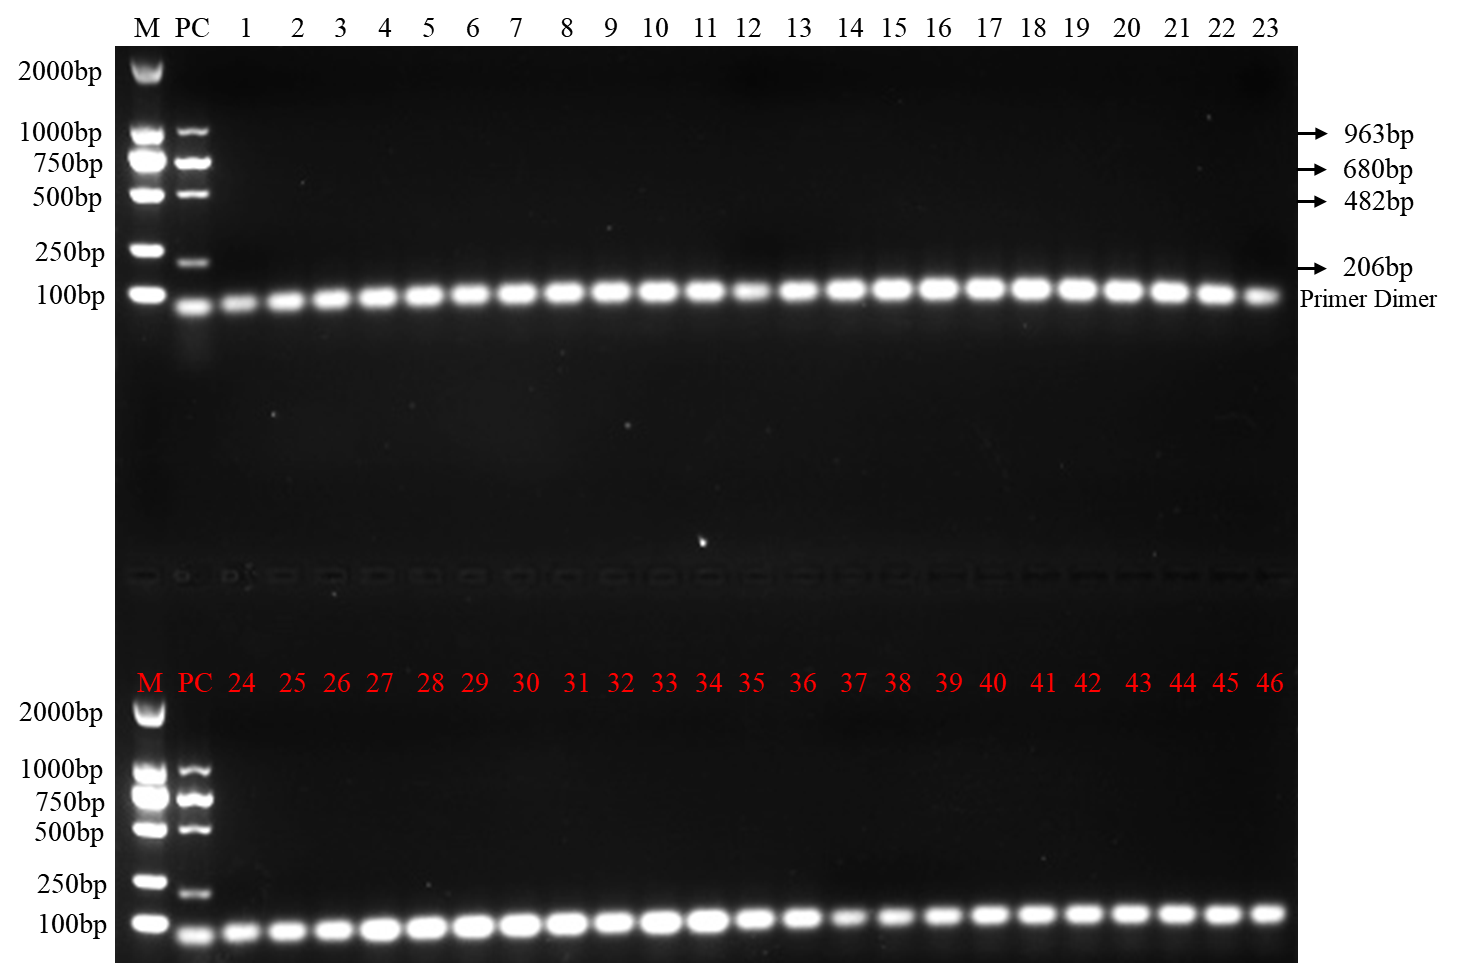 M PC 1 2 3 4 5 6 7 8 9 10 11 12 13 14 15 16 17 18 19 20 21 22 23
2000bp
1000bp 963bp
750bp 680bp
500bp 482bp
250bp 206bp
100bp Primer Dimer
M PC 24 25 26 27 28 29 30 31 32 33 34 35 36 37 38 39 40 41 42 43 44 45 46
2000bp
1000bp
750bp
500bp
250bp
100bp